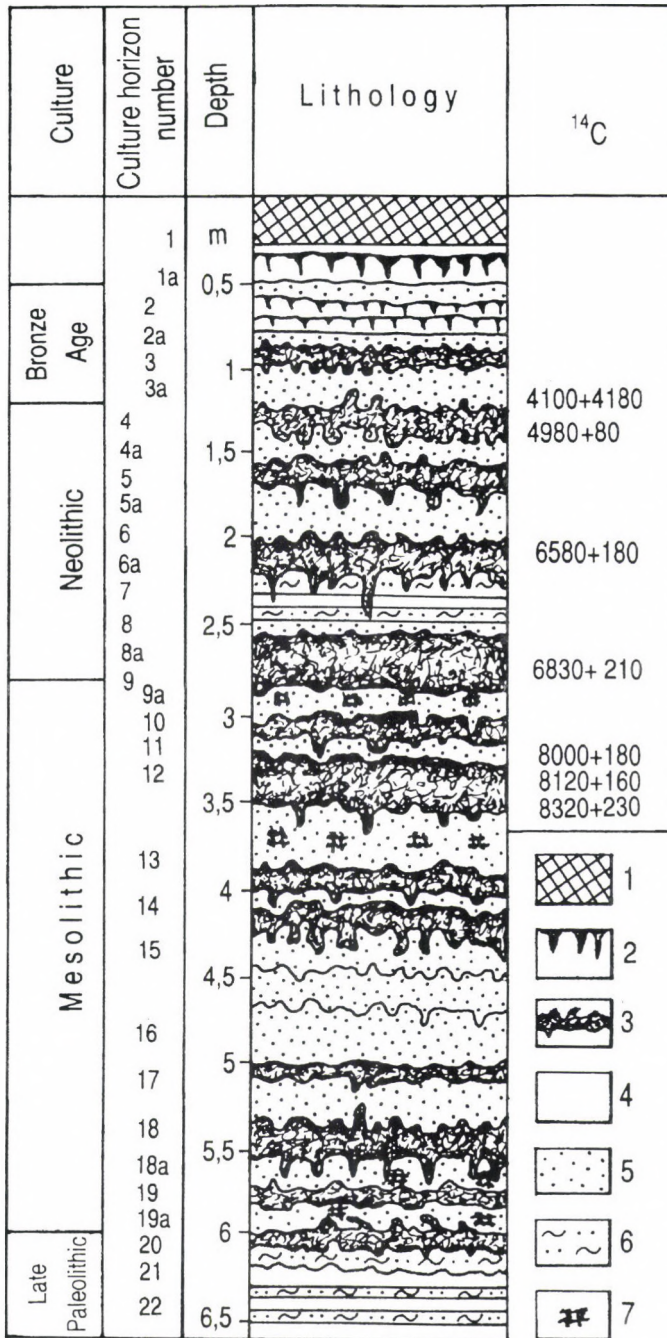 Culture
Culture horizon
number
Depth
Lithology
14C
1
m
1a
0,5
Bronze
Age
2
2a
3
1
3a
4100+4180
4
4980+80
4a
1,5
5
5a
Neolithic
6
2
6580+180
6a
7
8
2,5
8a
6830+ 210
9
9a
10
3
11
8000+180
12
8120+160
3,5
8320+230
Mesolithic
13
1
4
14
2
15
4,5
3
16
4
5
17
5
18
5,5
18a
6
19
19a
6
Late
Paleolithic
20
21
22
6,5
7